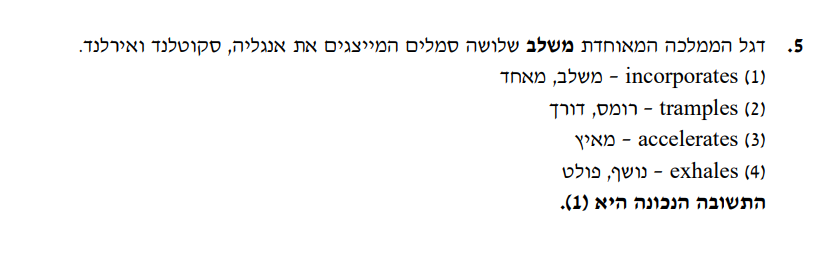 5. דגל הממלכה המאוחדת משלב שלושה סמלים המייצגים את אנגליה, סקוטלנד ואירלנד.
(1) incorporates – משלב, מאחד
(2) tramples – רומס, דורך
(3) accelerates – מאיץ
(4) exhales – נושף, פולט
התשובה הנכונה היא (1).